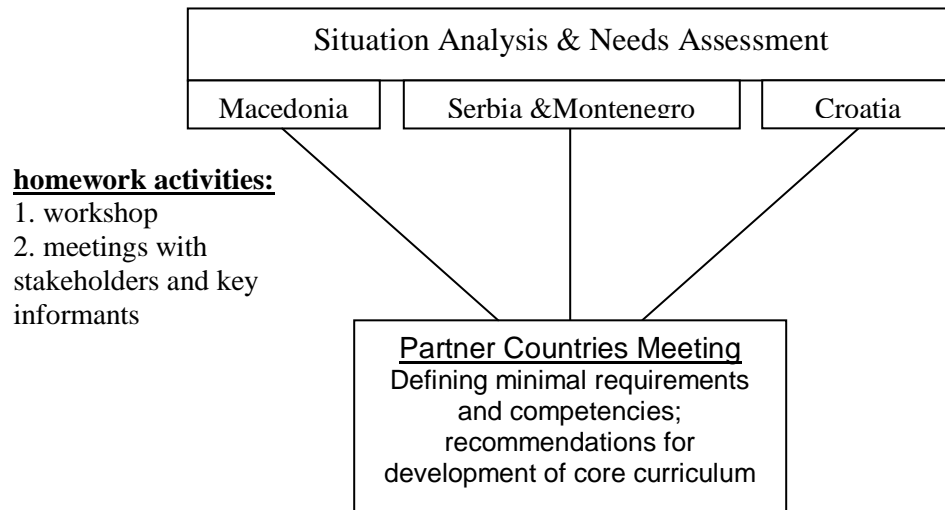 Situation Analysis & Needs Assessment
Macedonia
Serbia &Montenegro
Croatia
homework activities:
1. workshop
2. meetings with
stakeholders and key
informants
Partner Countries Meeting
Defining minimal requirements
and competencies;
recommendations for
development of core curriculum